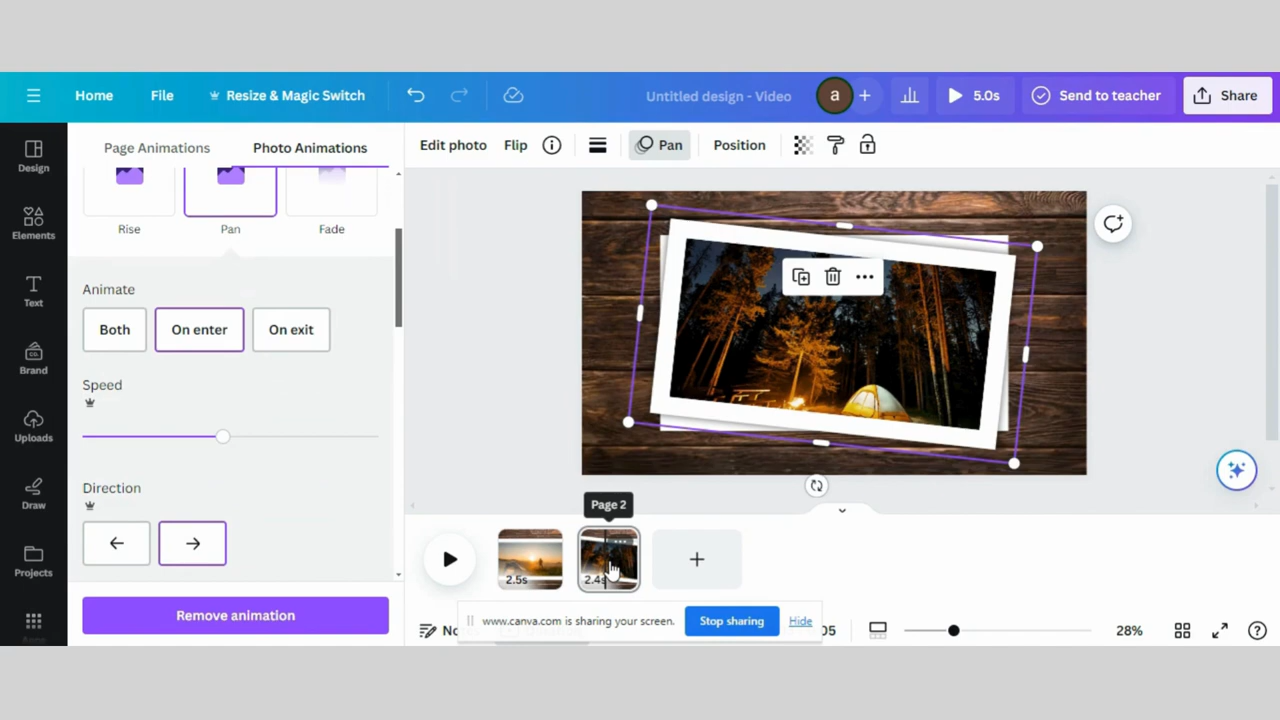 Home File Resize & Magic Switch Untitled design - Video a 5.0s Send to teacher Share
Design
Elements
Text
Brand
Uploads
Draw
Projects
Page Animations Photo Animations
Rise Pan Fade
Animate
Both On enter On exit
Speed
Direction
Remove animation
Edit photo Flip Pan Position
Page 2
2.5s 2.4s
www.canva.com is sharing your screen. Stop sharing Hide
28%